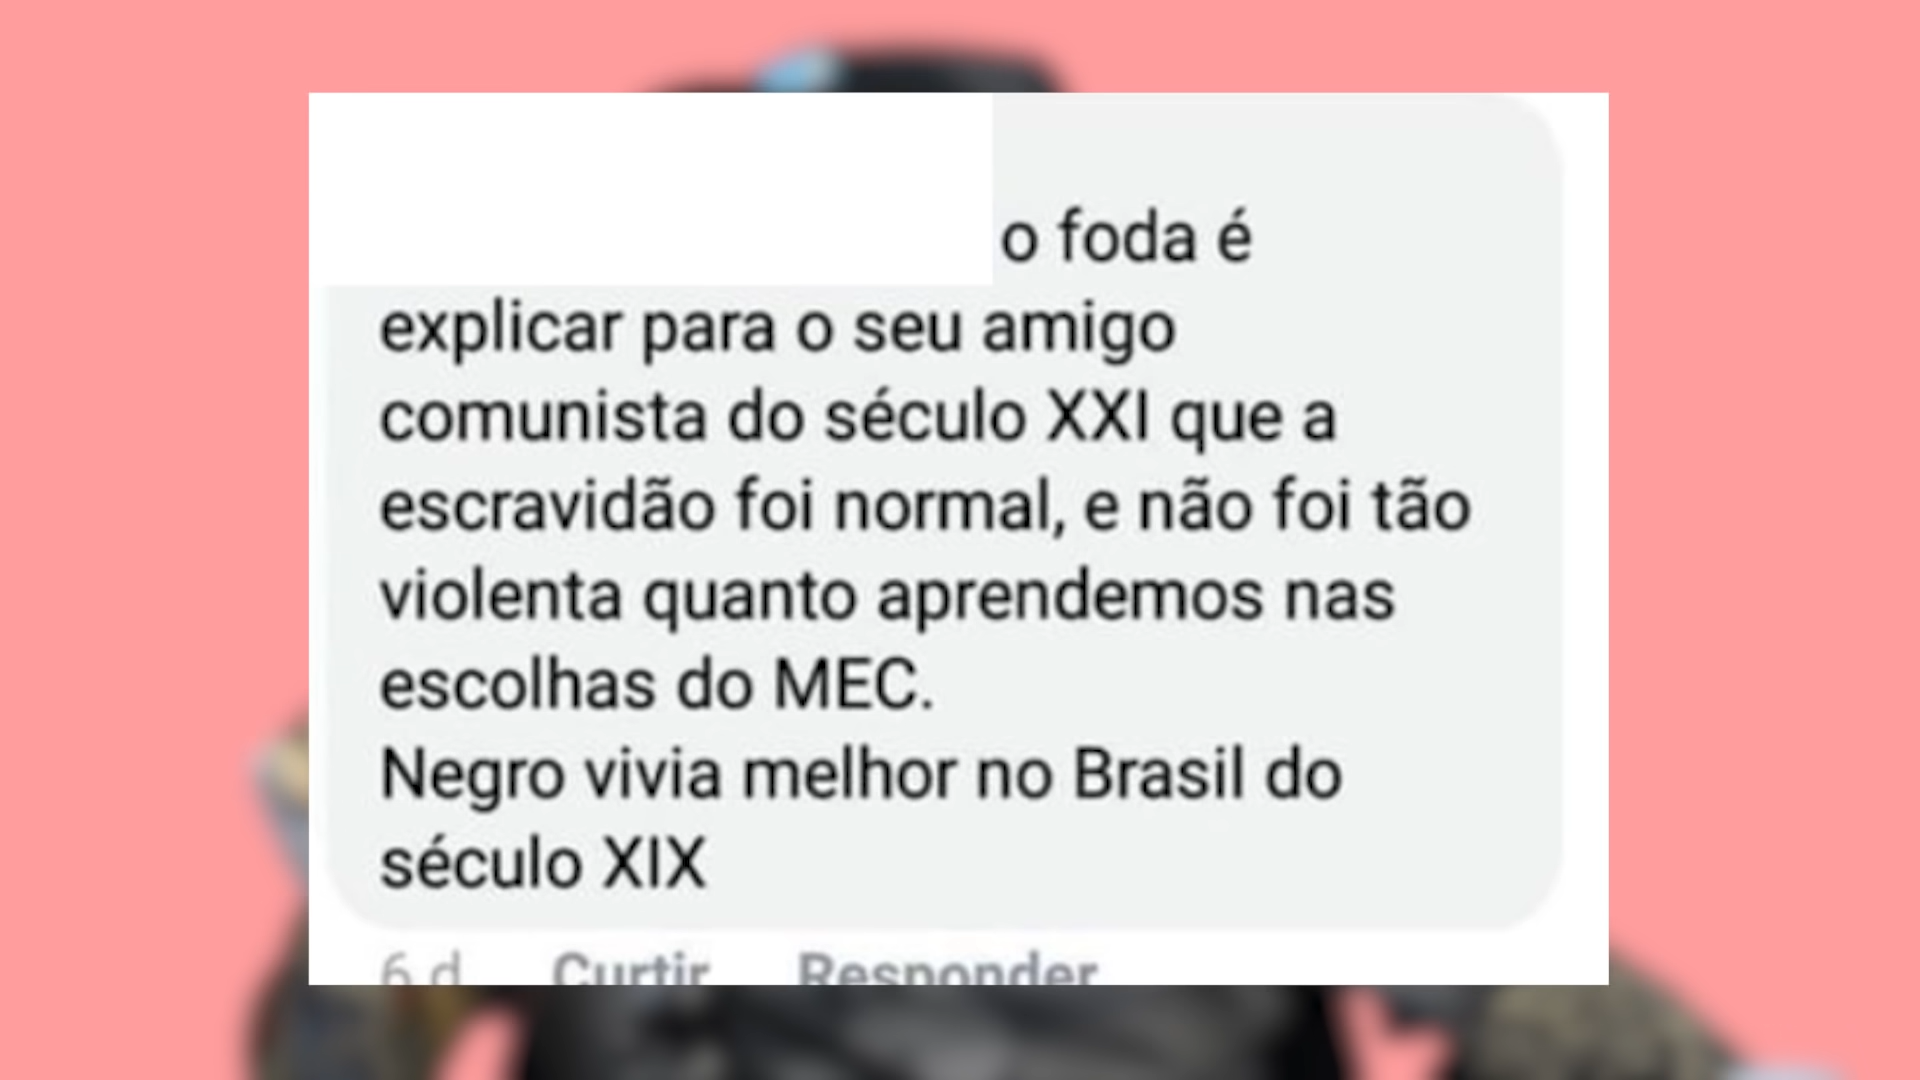 o foda é
explicar para o seu amigo
comunista do século XXI que a
escravidão foi normal, e não foi tão
violenta quanto aprendemos nas
escolhas do MEC.
Negro vivia melhor no Brasil do
século XIX
6 d Curtir Responder